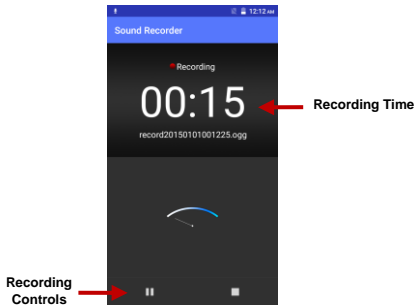 12:12 AM
Sound Recorder
Recording
00:15
Recording Time
record20150101001225.ogg
Recording
Controls